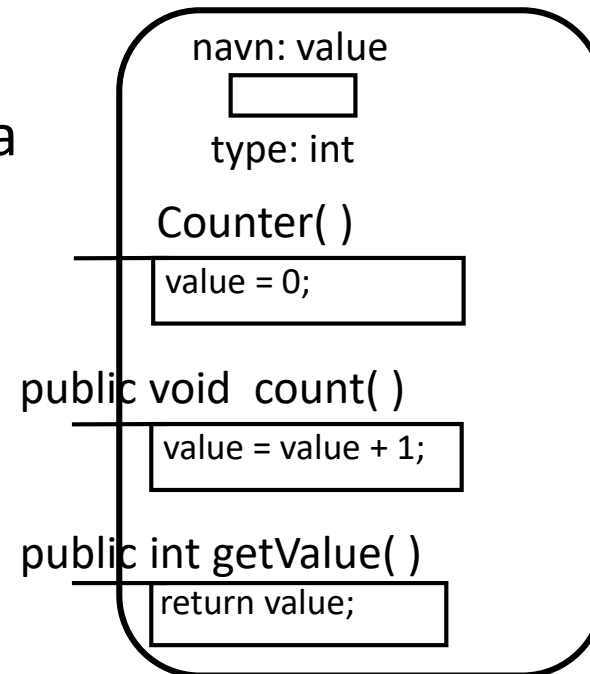 navn: value
a
type: int
Counter( )
value = 0;
public void count( )
value = value + 1;
public int getValue( )
return value;